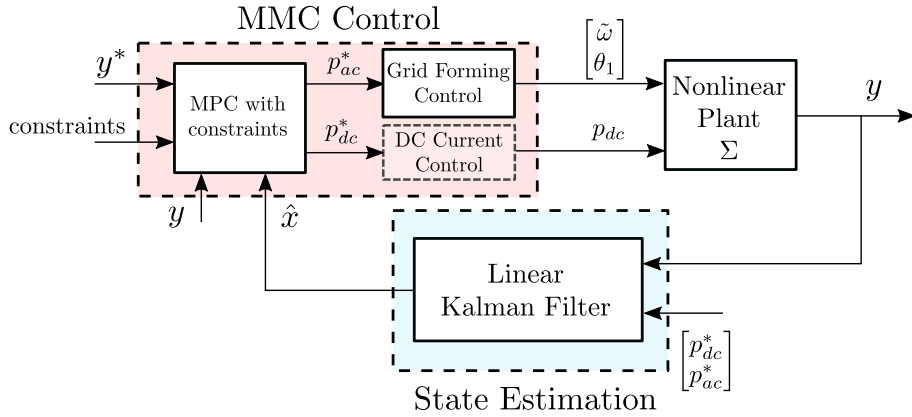 MMC Control
y*
constraints
MPC with
constraints
p*ac
p*dc
Grid Forming
Control
DC Current
Control
[ω̃
θ1]
pdc
Nonlinear
Plant
Σ
y
y
x̂
Linear
Kalman Filter
[p*dc
p*ac]
State Estimation